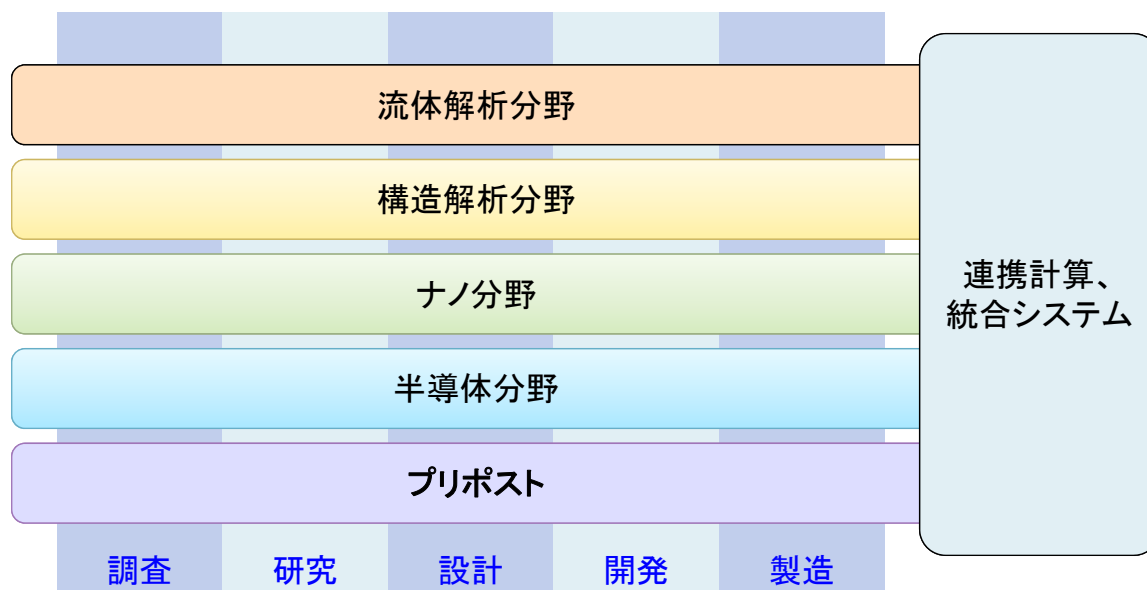 流体解析分野
構造解析分野
ナノ分野
半導体分野
プリポスト
連携計算、
統合システム
調査
研究
設計
開発
製造